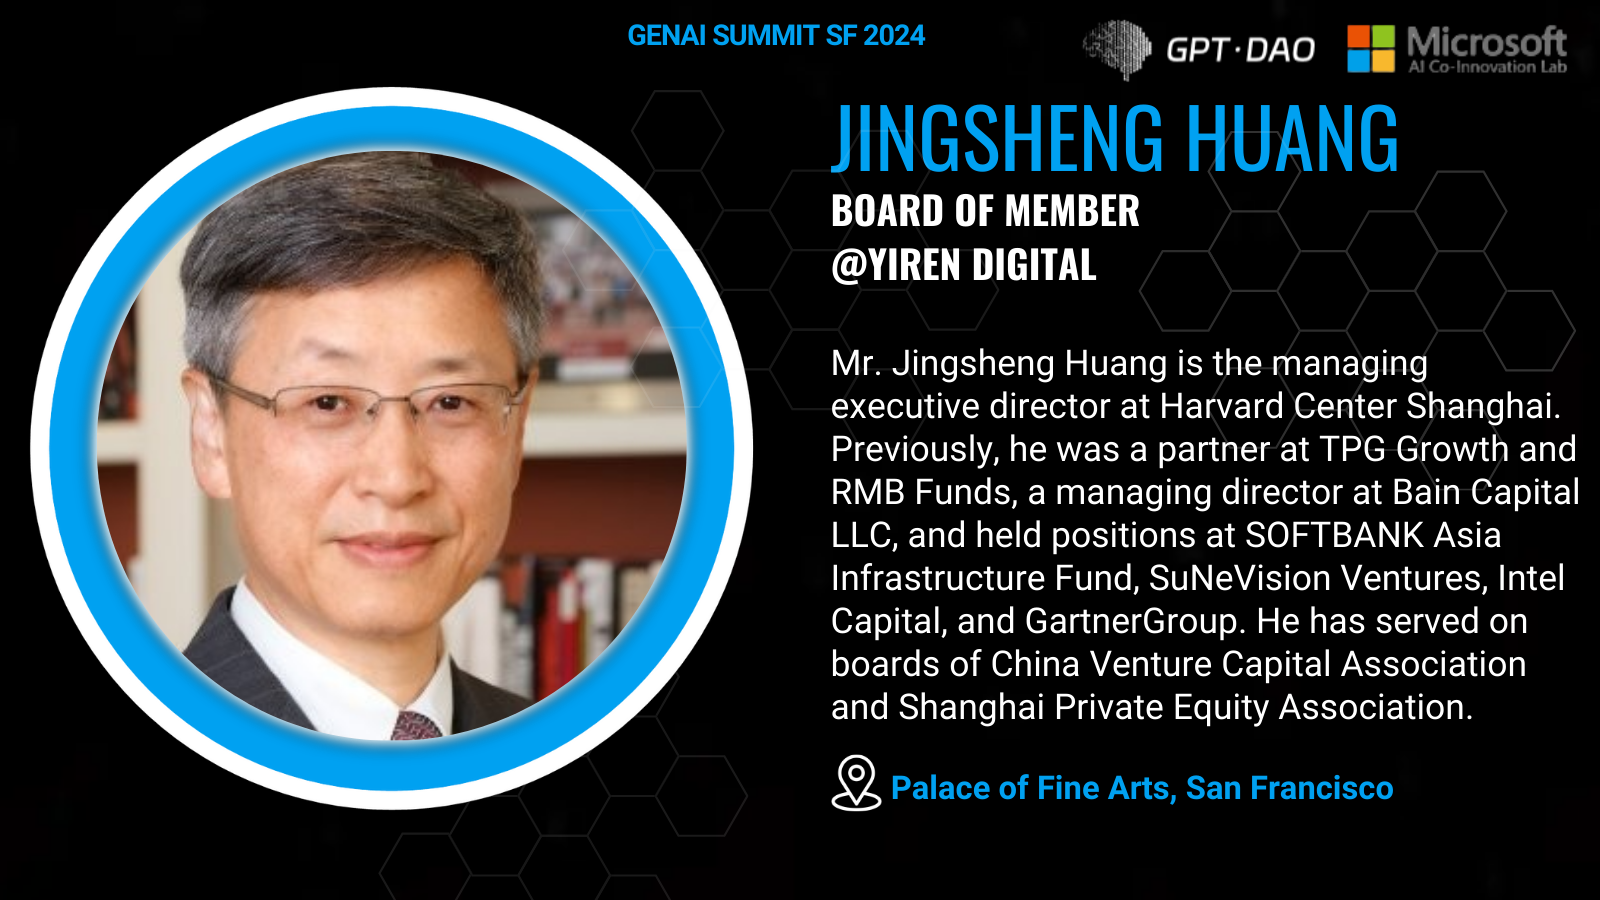 GENAI SUMMIT SF 2024
GPT·DAO
Microsoft
AI Co-Innovation Lab
JINGSHENG HUANG
BOARD OF MEMBER
@YIREN DIGITAL
Mr. Jingsheng Huang is the managing
executive director at Harvard Center Shanghai.
Previously, he was a partner at TPG Growth and
RMB Funds, a managing director at Bain Capital
LLC, and held positions at SOFTBANK Asia
Infrastructure Fund, SuNeVision Ventures, Intel
Capital, and GartnerGroup. He has served on
boards of China Venture Capital Association
and Shanghai Private Equity Association.
Palace of Fine Arts, San Francisco